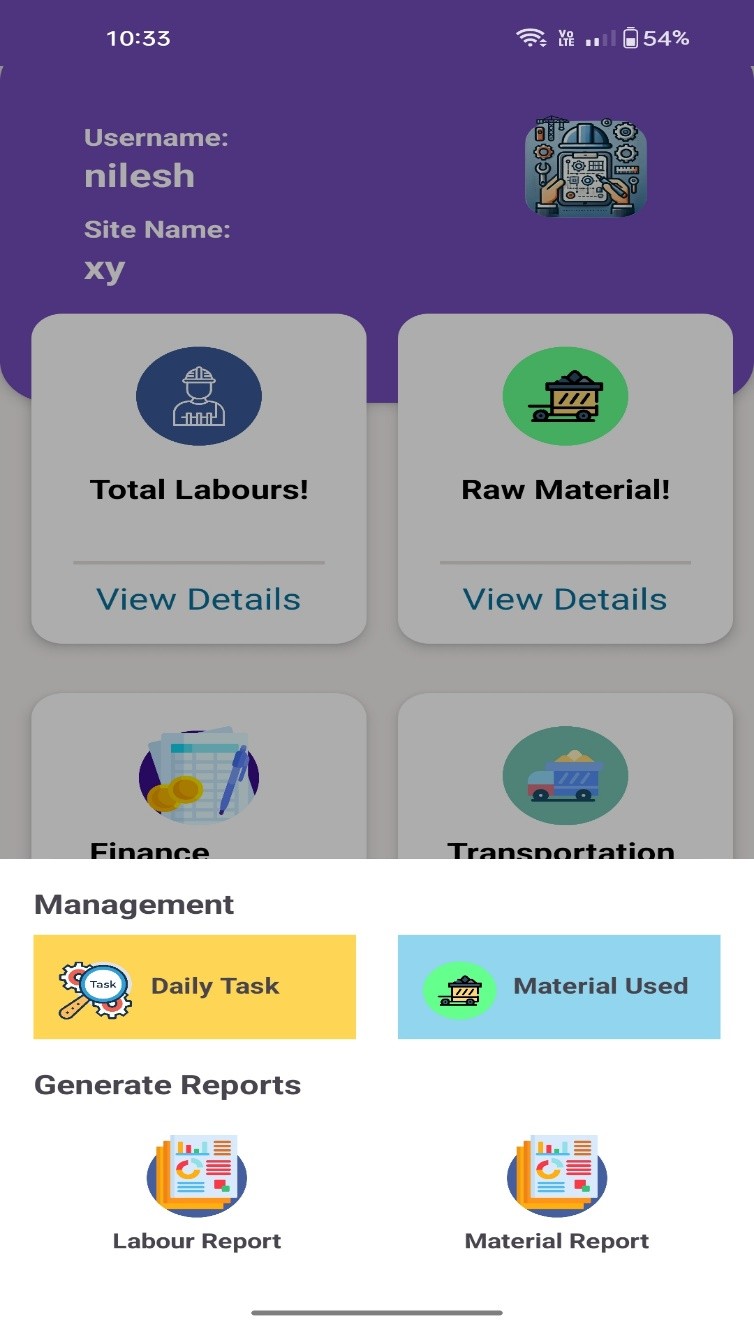 10:33
Vo LTE
54%
Username:
nilesh
Site Name:
xy
Total Labours!
Raw Material!
View Details
View Details
Finance
Transportation
Management
Task
Daily Task
Material Used
Generate Reports
Labour Report
Material Report